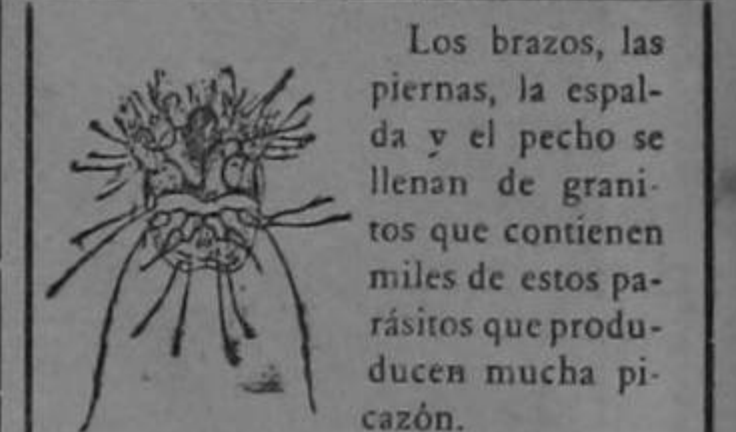 Los brazos, las
piernas, la espal-
da y el pecho se
llenan de grani-
tos que contienen
miles de estos pa-
rásitos que produ-
ducen mucha pi-
cazón.